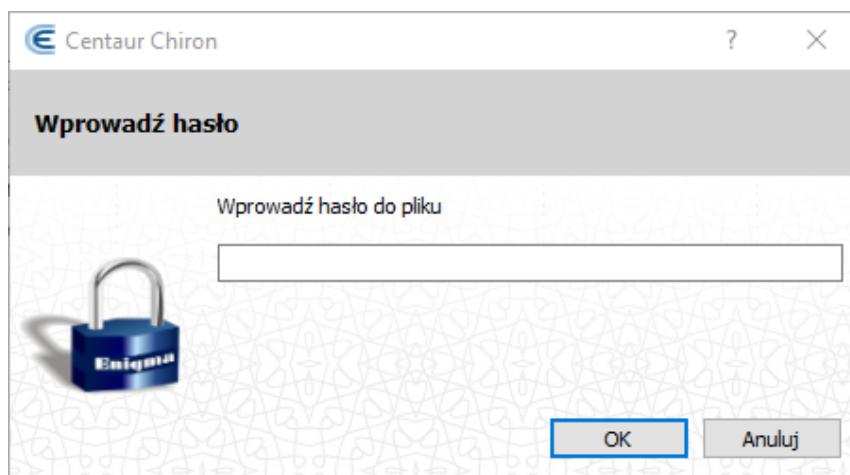 Centaur Chiron
Wprowadź hasło
Wprowadź hasło do pliku
Enigma
OK
Anuluj